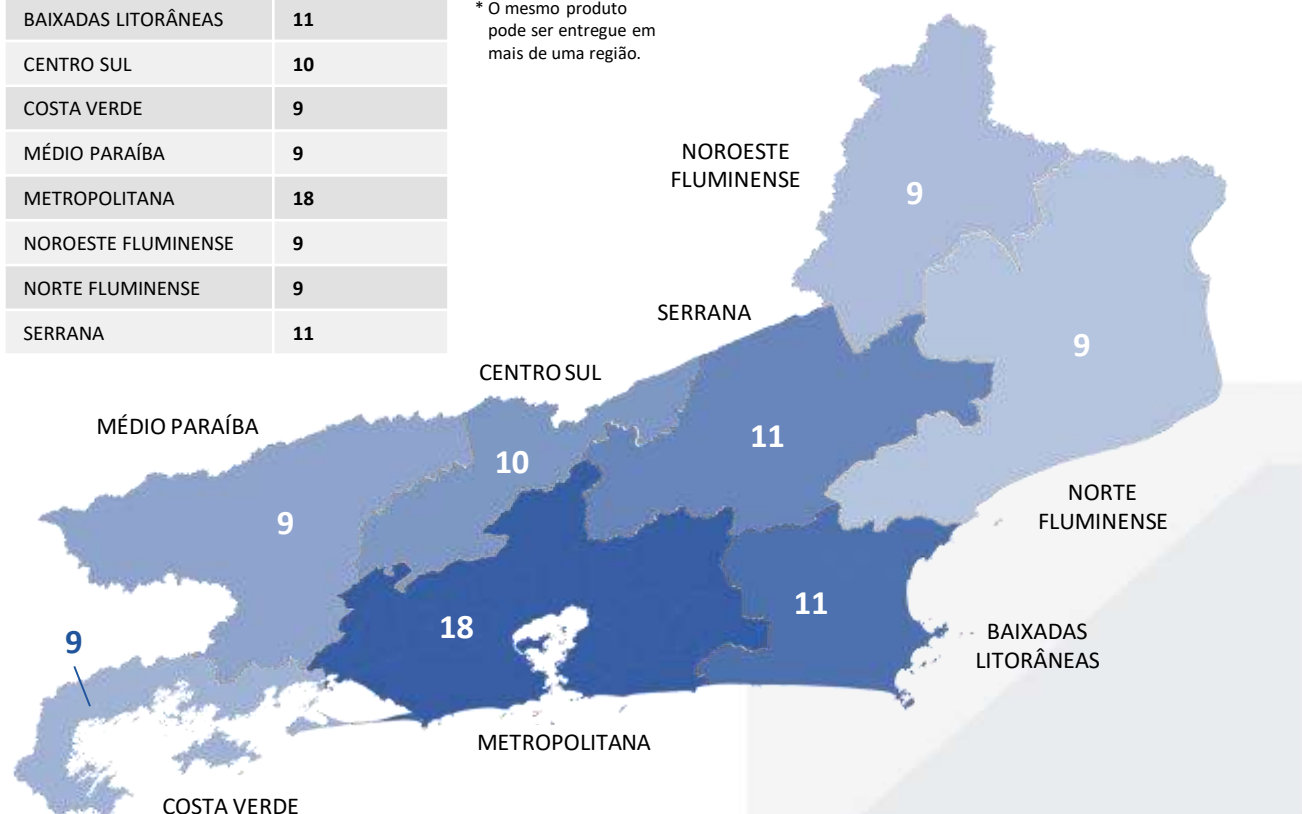 BAIXADAS LITORÂNEAS 11
CENTRO SUL 10
COSTA VERDE 9
MÉDIO PARAÍBA 9
METROPOLITANA 18
NOROESTE FLUMINENSE 9
NORTE FLUMINENSE 9
SERRANA 11
* O mesmo produto
pode ser entregue em
mais de uma região.
NOROESTE
FLUMINENSE
9
SERRANA
9
CENTRO SUL
MÉDIO PARAÍBA
11
10
NORTE
FLUMINENSE
9
11
18
9
BAIXADAS
LITORÂNEAS
METROPOLITANA
COSTA VERDE